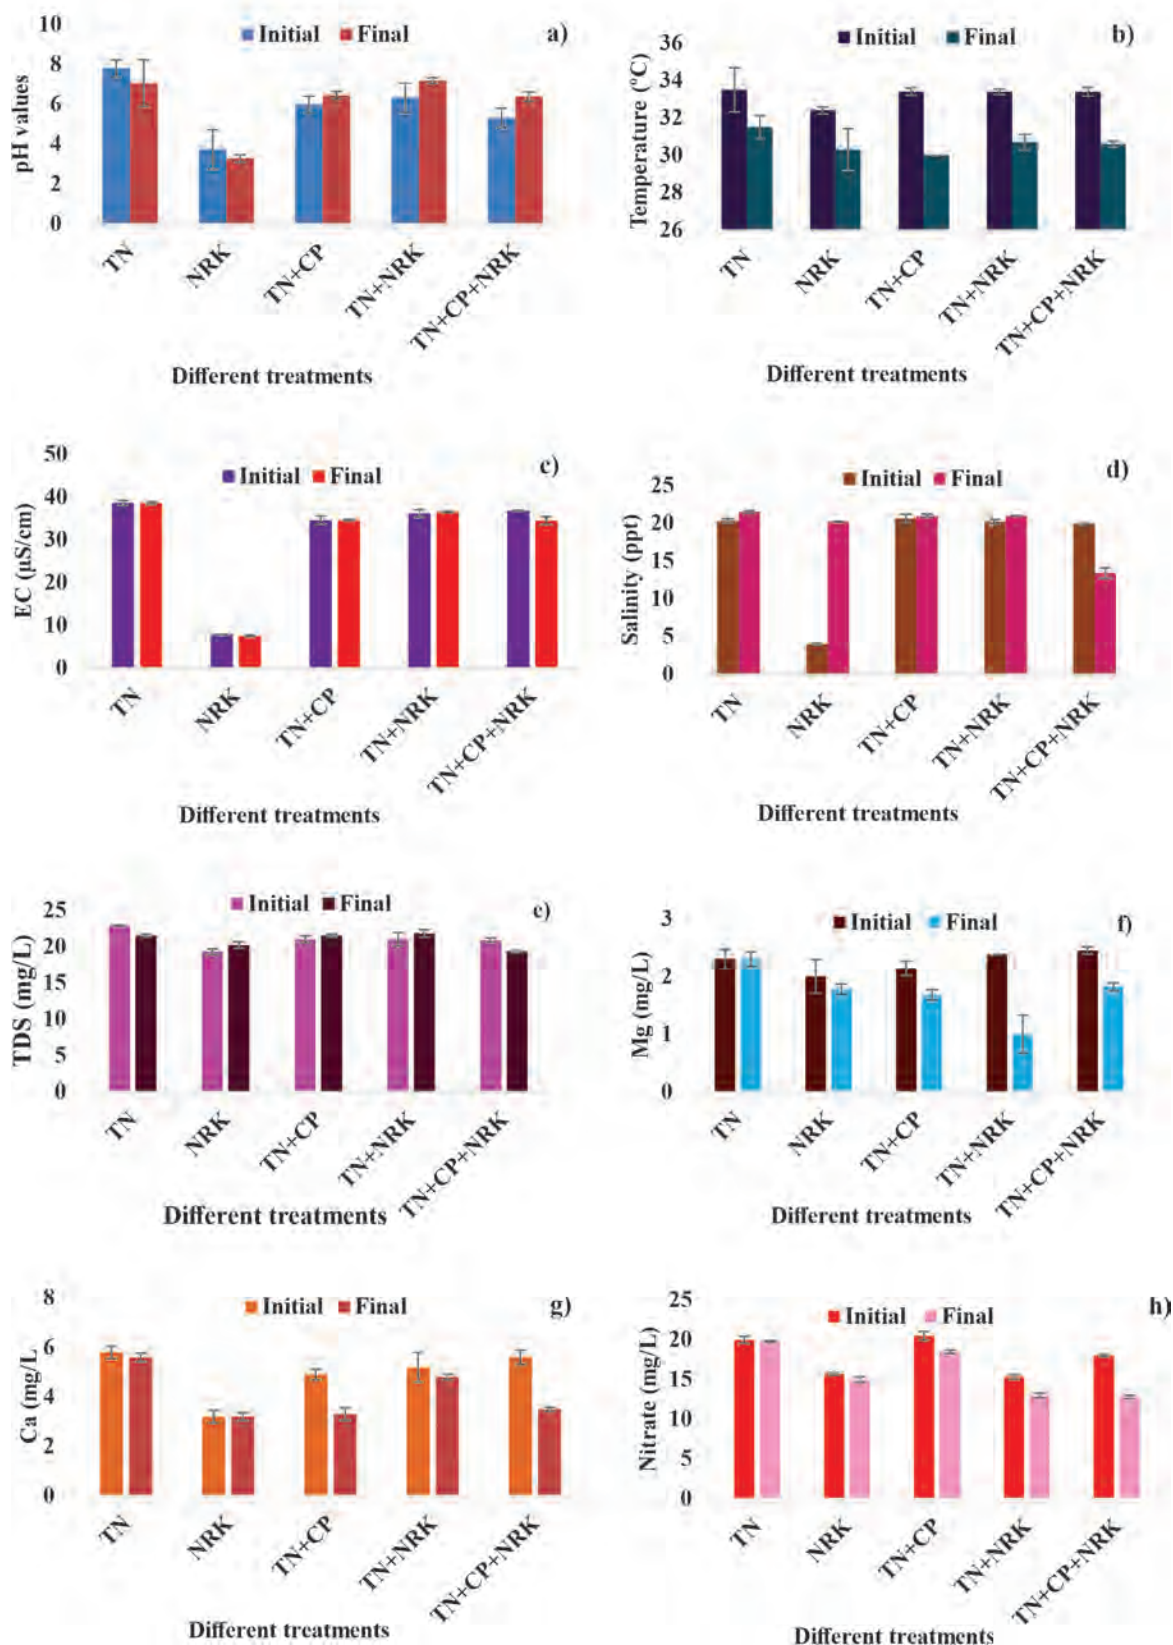 a)
Initial Final
pH values
10
8
6
4
2
0
TN
NRK
TN+CP
TN+NRK
TN+CP+NRK
Different treatments
b)
Initial Final
Temperature (°C)
36
34
32
30
28
26
TN
NRK
TN+CP
TN+NRK
TN+CP+NRK
Different treatments
c)
Initial Final
EC (µS/cm)
50
40
30
20
10
0
TN
NRK
TN+CP
TN+NRK
TN+CP+NRK
Different treatments
d)
Initial Final
Salinity (ppt)
25
20
15
10
5
0
TN
NRK
TN+CP
TN+NRK
TN+CP+NRK
Different treatments
e)
Initial Final
TDS (mg/L)
25
20
15
10
5
0
TN
NRK
TN+CP
TN+NRK
TN+CP+NRK
Different treatments
f)
Initial Final
Mg (mg/L)
3
2
1
0
TN
NRK
TN+CP
TN+NRK
TN+CP+NRK
Different treatments
g)
Initial Final
Ca (mg/L
8
6
4
2
0
TN
NRK
TN+CP
TN+NRK
TN+CP+NRK
Different treatments
h)
Initial Final
Nitrate (mg/L)
25
20
15
10
5
0
TN
NRK
TN+CP
TN+NRK
TN+CP+NRK
Different treatments